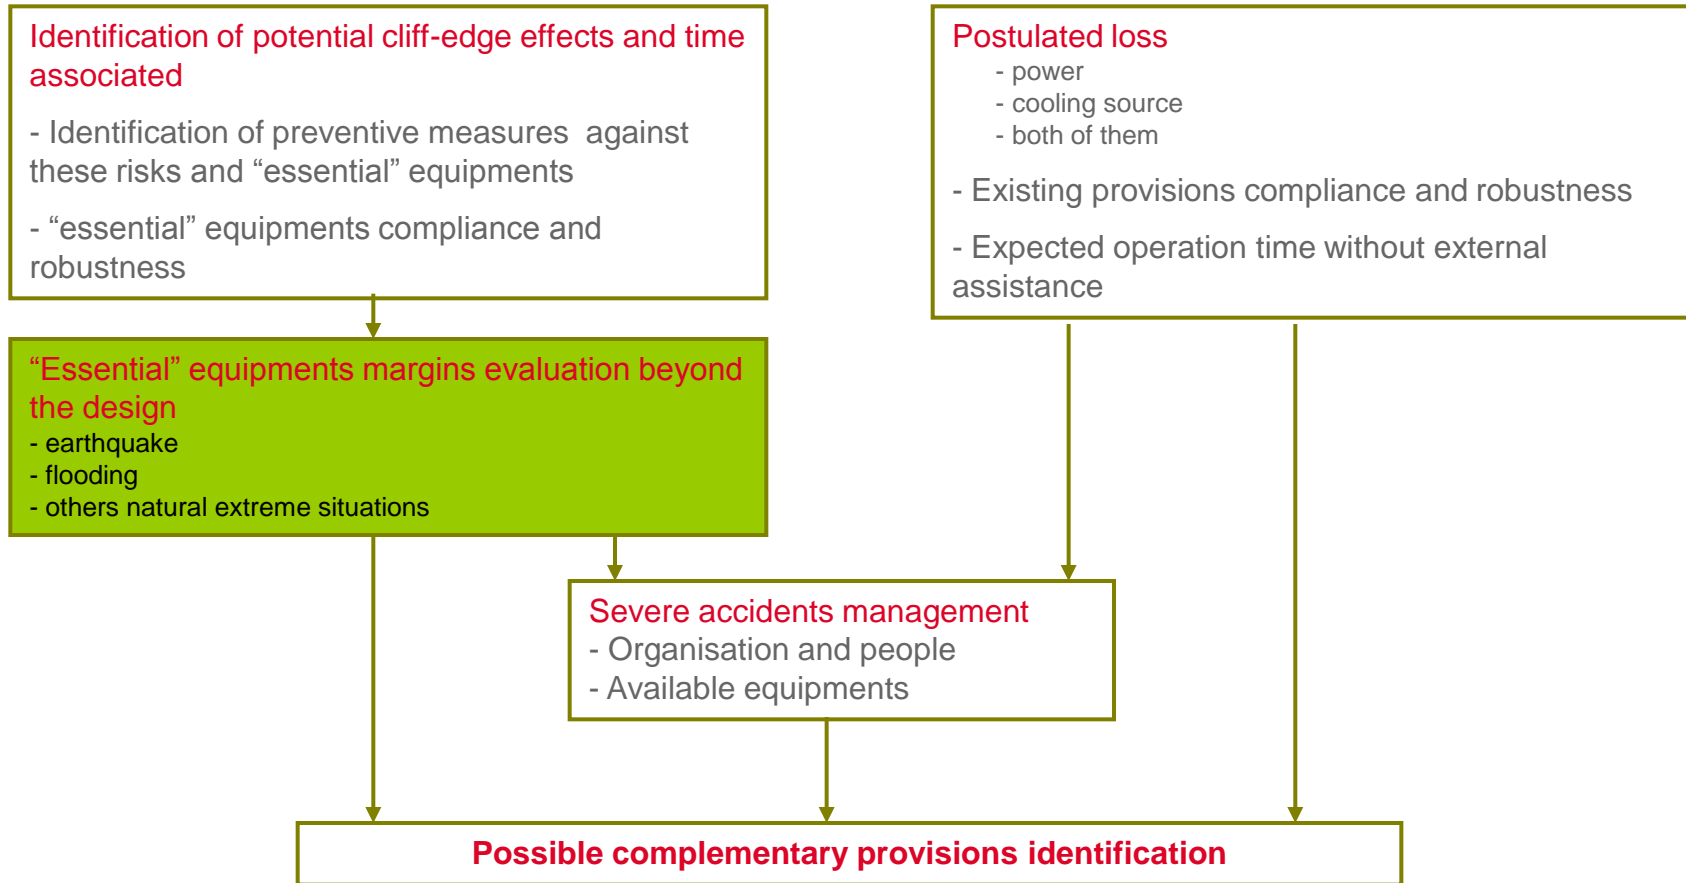 Identification of potential cliff-edge effects and time
associated
- Identification of preventive measures  against
these risks and “essential” equipments
- “essential” equipments compliance and
robustness
“Essential” equipments margins evaluation beyond
the design
- earthquake
- flooding
- others natural extreme situations
Postulated loss
- power
- cooling source
- both of them
- Existing provisions compliance and robustness
- Expected operation time without external
assistance
Severe accidents management
- Organisation and people
- Available equipments
Possible complementary provisions identification